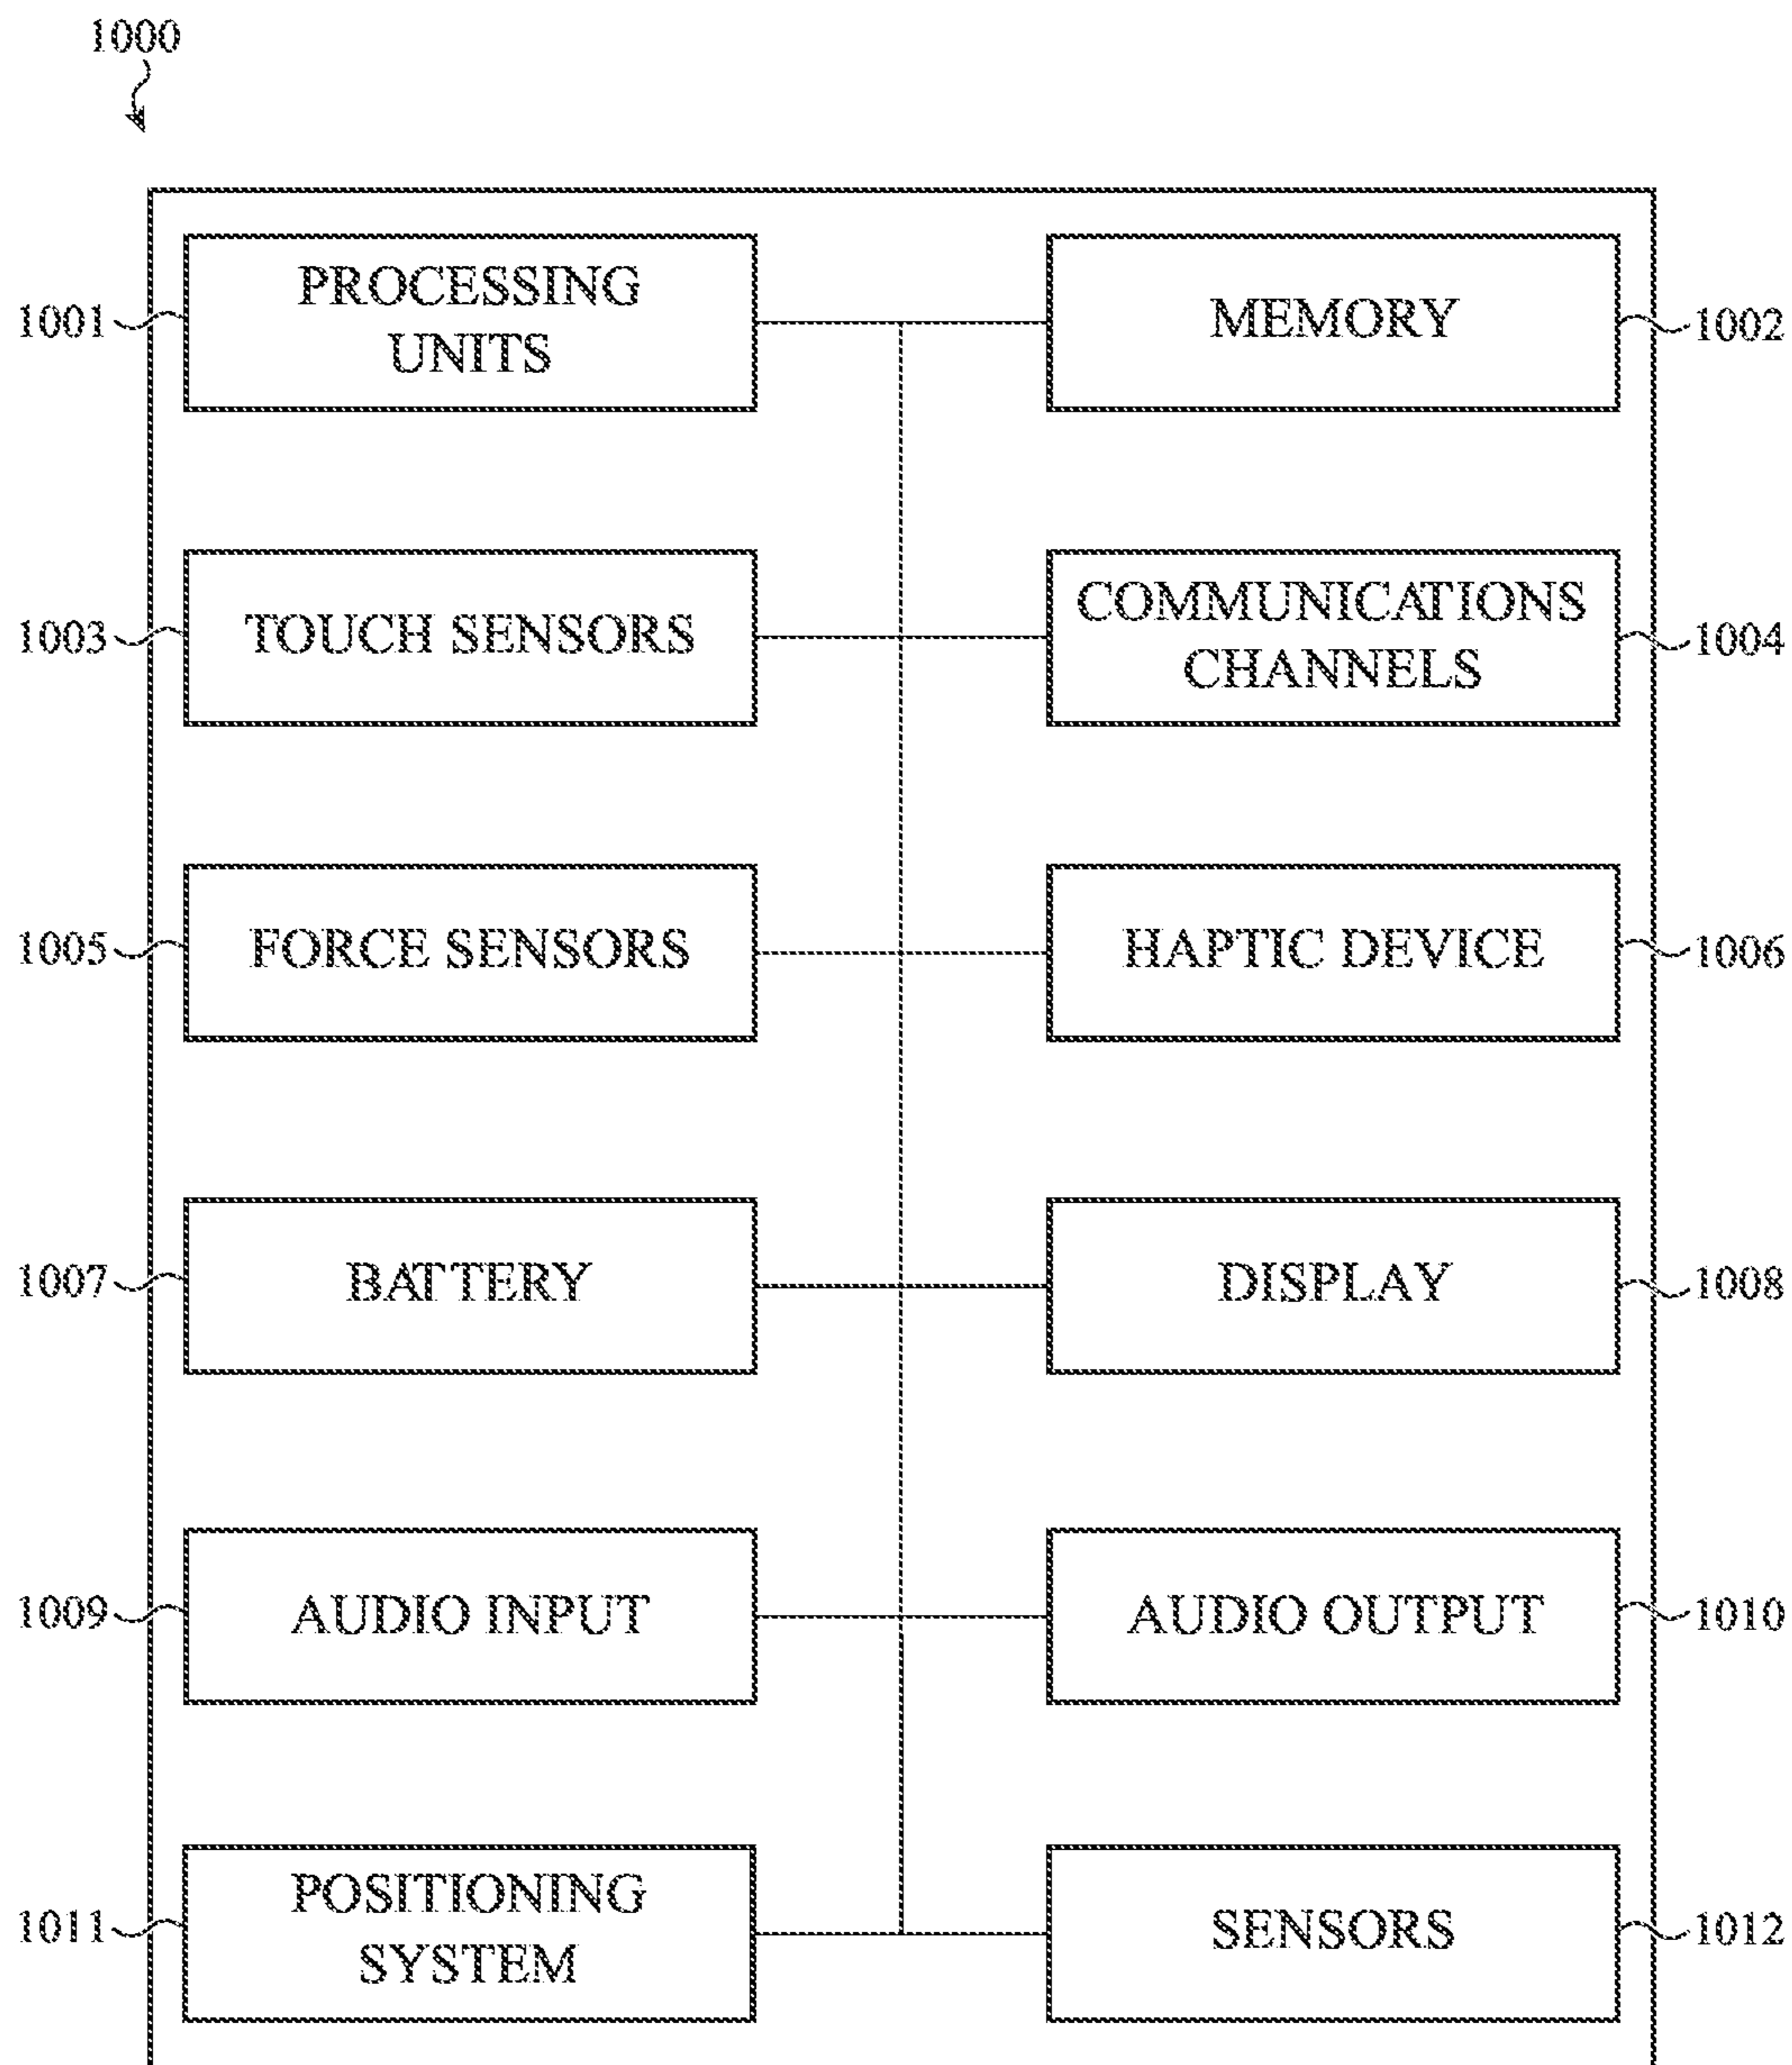 1000
PROCESSING
UNITS
1001
MEMORY
1002
TOUCH SENSORS
1003
COMMUNICATIONS
CHANNELS
1004
FORCE SENSORS
1005
HAPTIC DEVICE
1006
BATTERY
1007
DISPLAY
1008
AUDIO INPUT
1009
AUDIO OUTPUT
1010
POSITIONING
SYSTEM
1011
SENSORS
1012